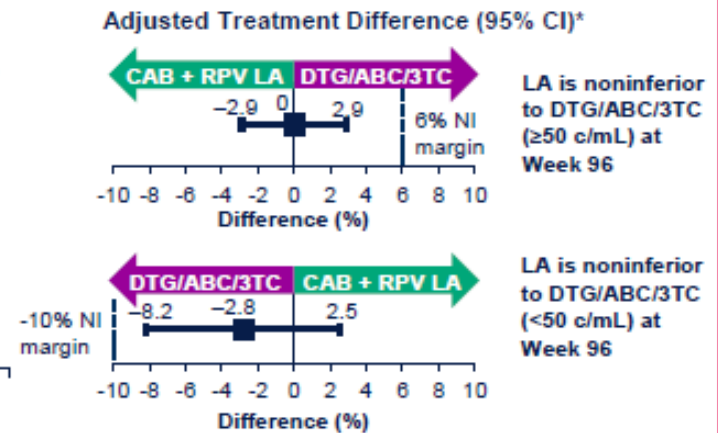 Adjusted Treatment Difference (95% CI)*
CAB + RPV LA DTG/ABC/3TC
–2.9 0 2.9
6% NI
margin
-10 -8 -6 -4 -2 0 2 4 6 8 10
Difference (%)
LA is noninferior
to DTG/ABC/3TC
(≥50 c/mL) at
Week 96
DTG/ABC/3TC CAB + RPV LA
–8.2 –2.8 2.5
-10% NI
margin
-10 -8 -6 -4 -2 0 2 4 6 8 10
Difference (%)
LA is noninferior
to DTG/ABC/3TC
(<50 c/mL) at
Week 96